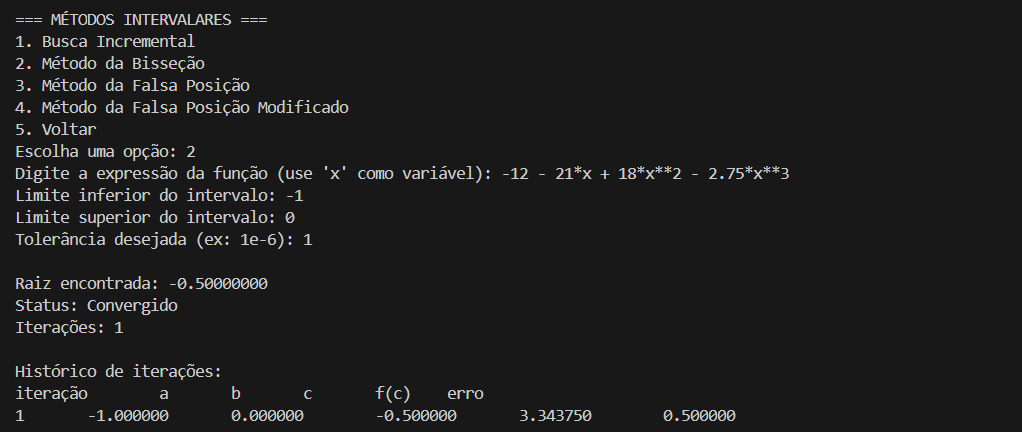 === MÉTODOS INTERVALARES ===
1. Busca Incremental
2. Método da Bisseção
3. Método da Falsa Posição
4. Método da Falsa Posição Modificado
5. Voltar
Escolha uma opção: 2
Digite a expressão da função (use 'x' como variável): -12 - 21*x + 18*x**2 - 2.75*x**3
Limite inferior do intervalo: -1
Limite superior do intervalo: 0
Tolerância desejada (ex: 1e-6): 1
Raiz encontrada: -0.50000000
Status: Convergido
Iterações: 1
Histórico de iterações:
iteração a b c f(c) erro
1 -1.000000 0.000000 -0.500000 3.343750 0.500000